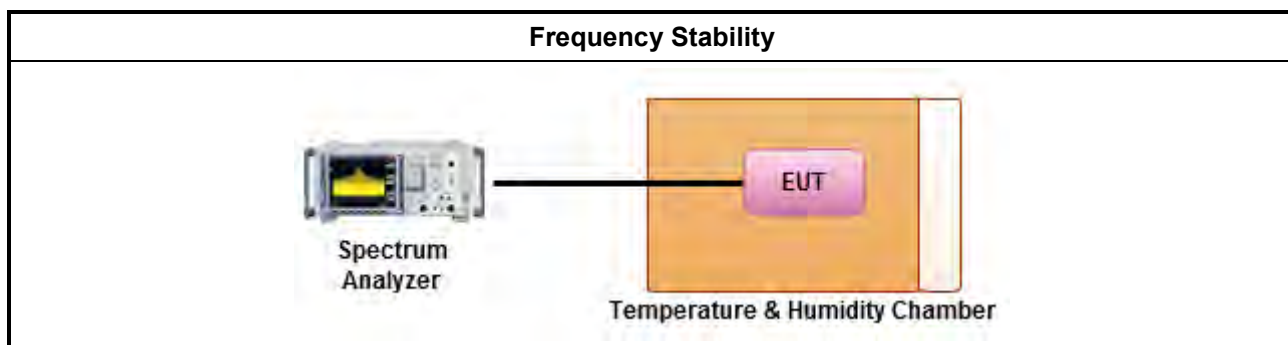 Frequency Stability
EUT
Spectrum
Analyzer
Temperature & Humidity Chamber